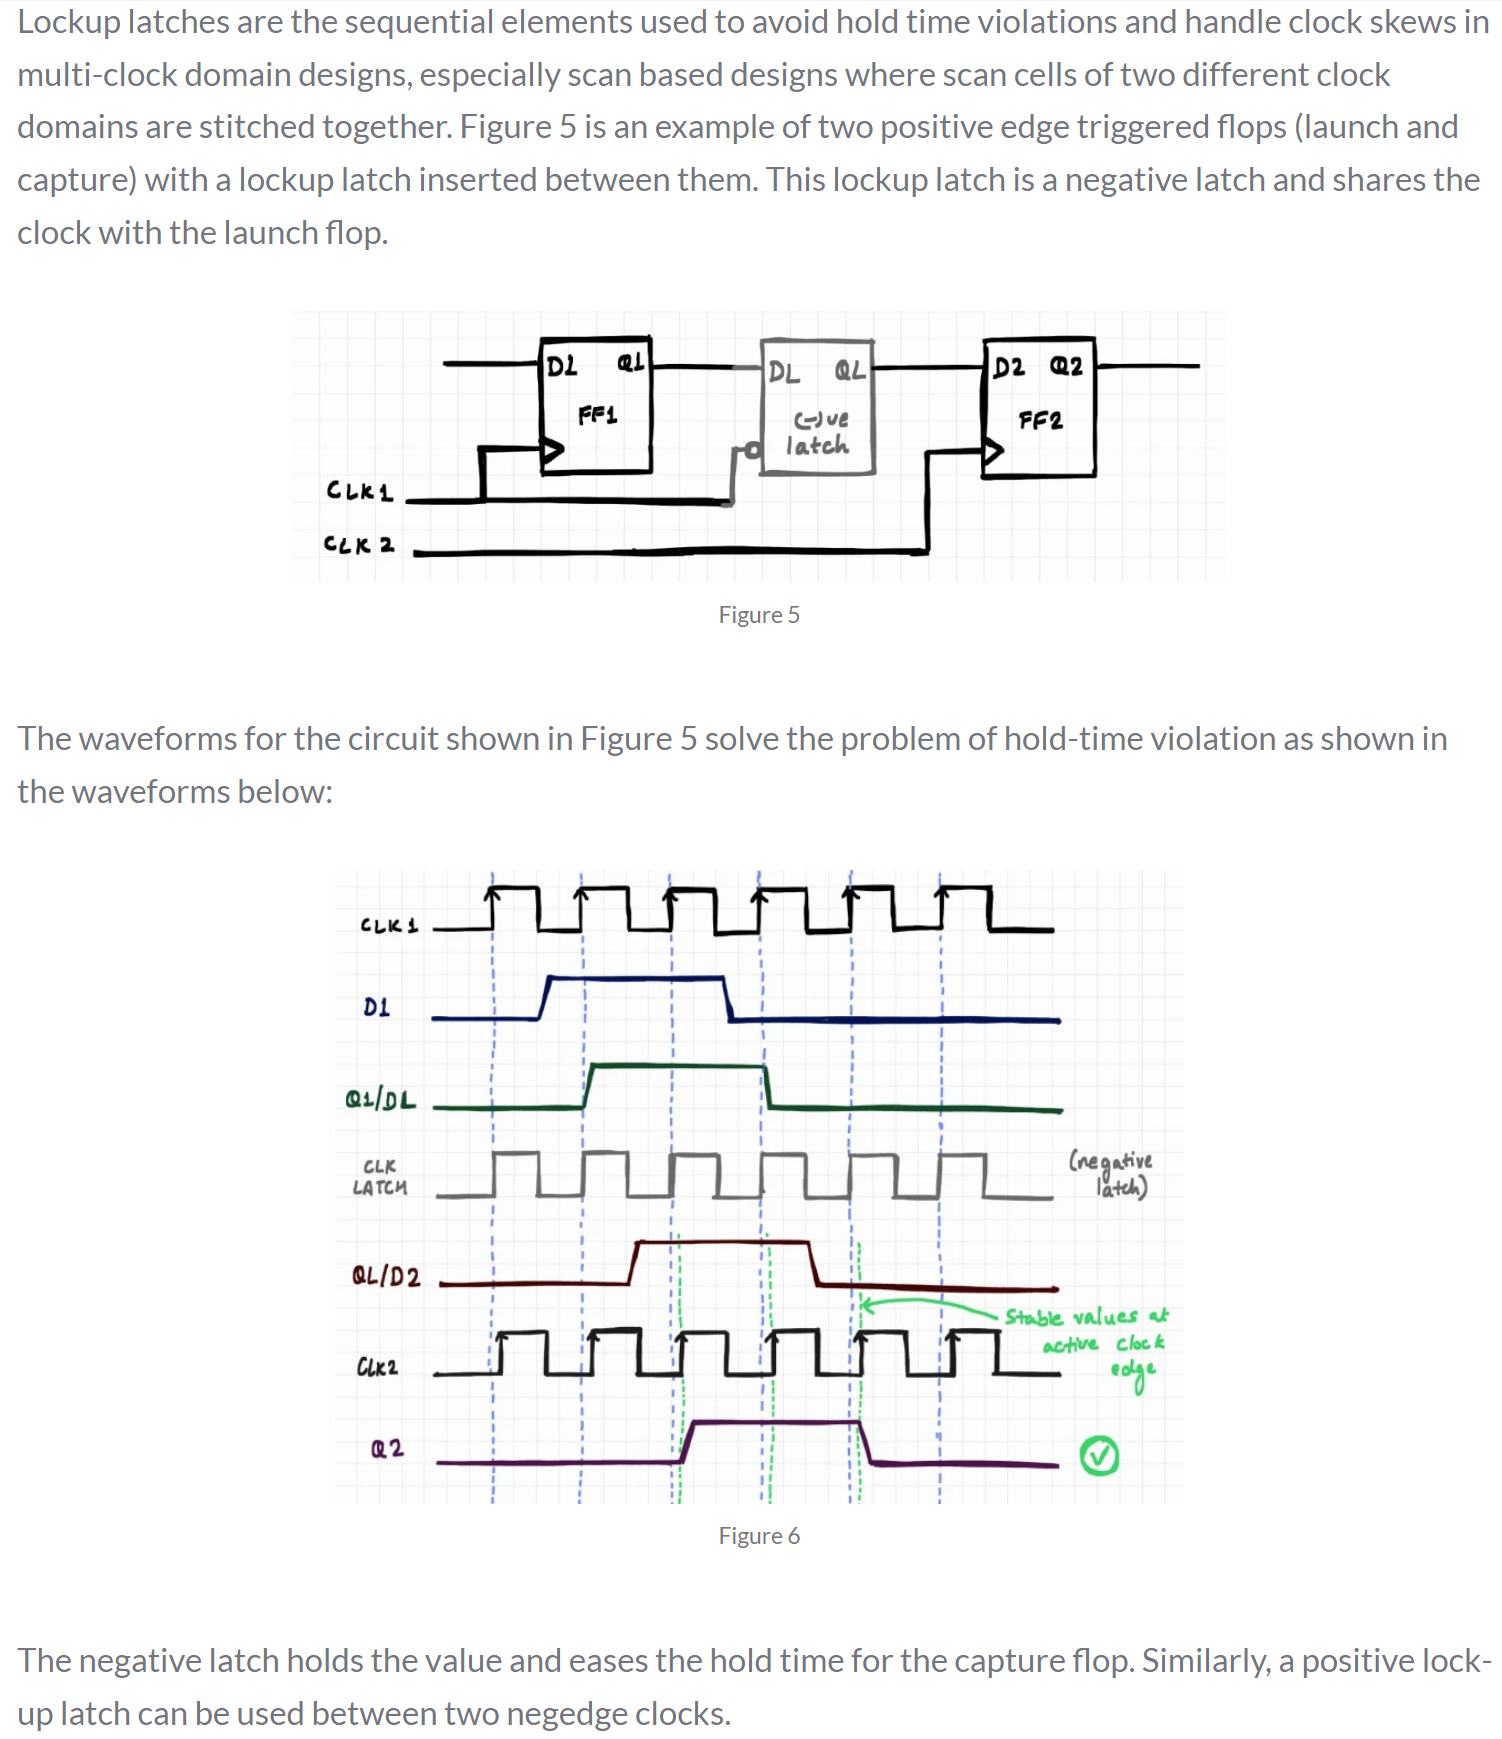 Lockup latches are the sequential elements used to avoid hold time violations and handle clock skews in
multi-clock domain designs, especially scan based designs where scan cells of two different clock
domains are stitched together. Figure 5 is an example of two positive edge triggered flops (launch and
capture) with a lockup latch inserted between them. This lockup latch is a negative latch and shares the
clock with the launch flop.
D1 Q1
FF1
DL QL
(-)ve
latch
D2 Q2
FF2
CLK1
CLK 2
Figure 5
The waveforms for the circuit shown in Figure 5 solve the problem of hold-time violation as shown in
the waveforms below:
CLK1
D1
Q1/DL
CLK
LATCH
(negative
latch)
QL/D2
Stable values at
active clock
edge
CLK2
Q2
Figure 6
The negative latch holds the value and eases the hold time for the capture flop. Similarly, a positive lock-
up latch can be used between two negedge clocks.